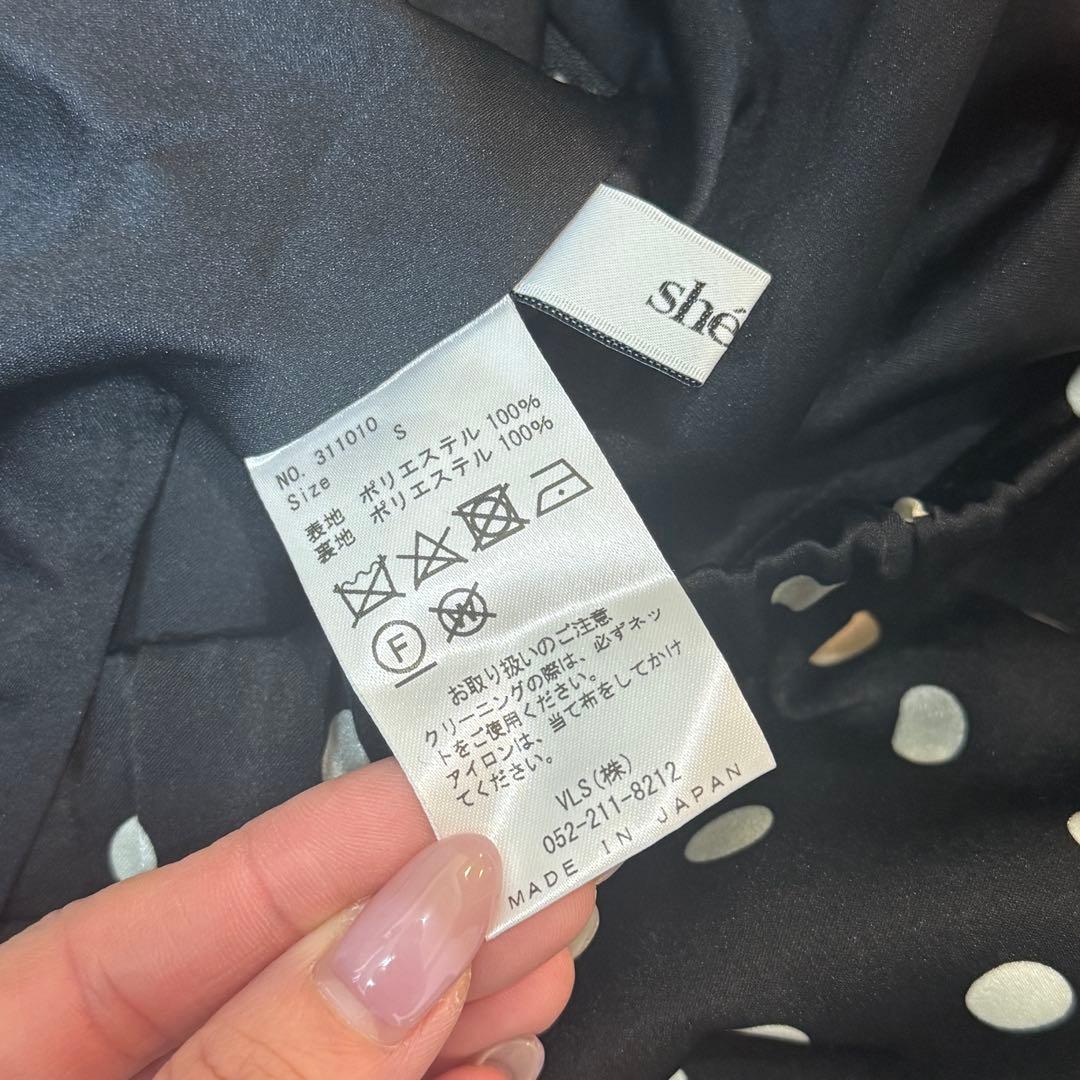 shé
NO. 311010
Size S
表地 ポリエステル 100%
裏地 ポリエステル 100%
F
W
お取り扱いのご注意
クリーニングの際は、必ずネッ
トをご使用ください。
アイロンは、当て布をしてかけ
てください。
VLS(株)
052-211-8212
MADE IN JAPAN